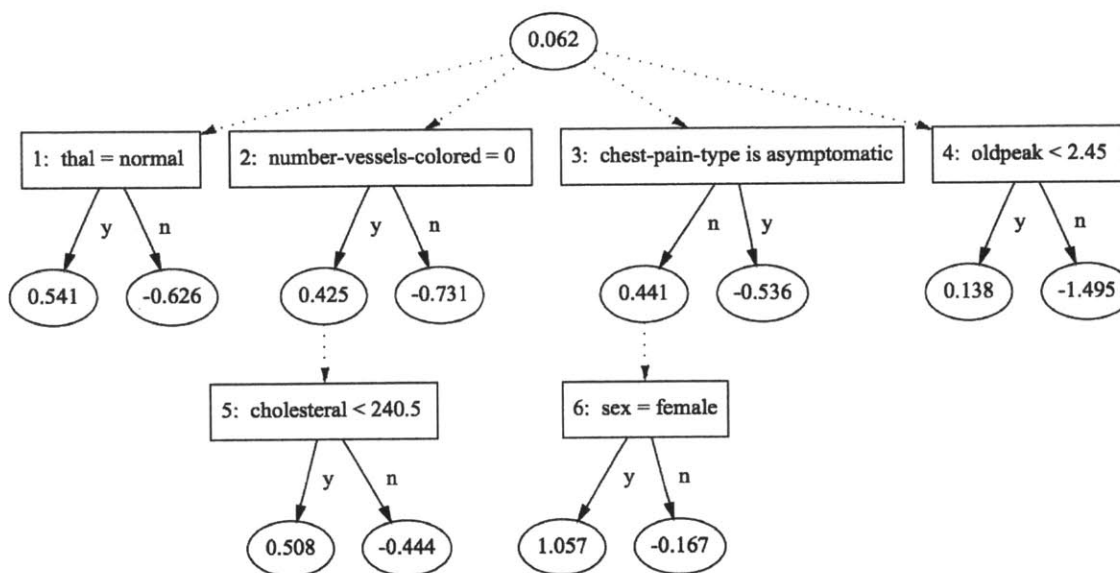 0.062
1: thal = normal
2: number-vessels-colored = 0
3: chest-pain-type is asymptomatic
4: oldpeak < 2.45
y
n
y
n
n
y
y
n
0.541
-0.626
0.425
-0.731
0.441
-0.536
0.138
-1.495
5: cholesteral < 240.5
6: sex = female
y
n
y
n
0.508
-0.444
1.057
-0.167